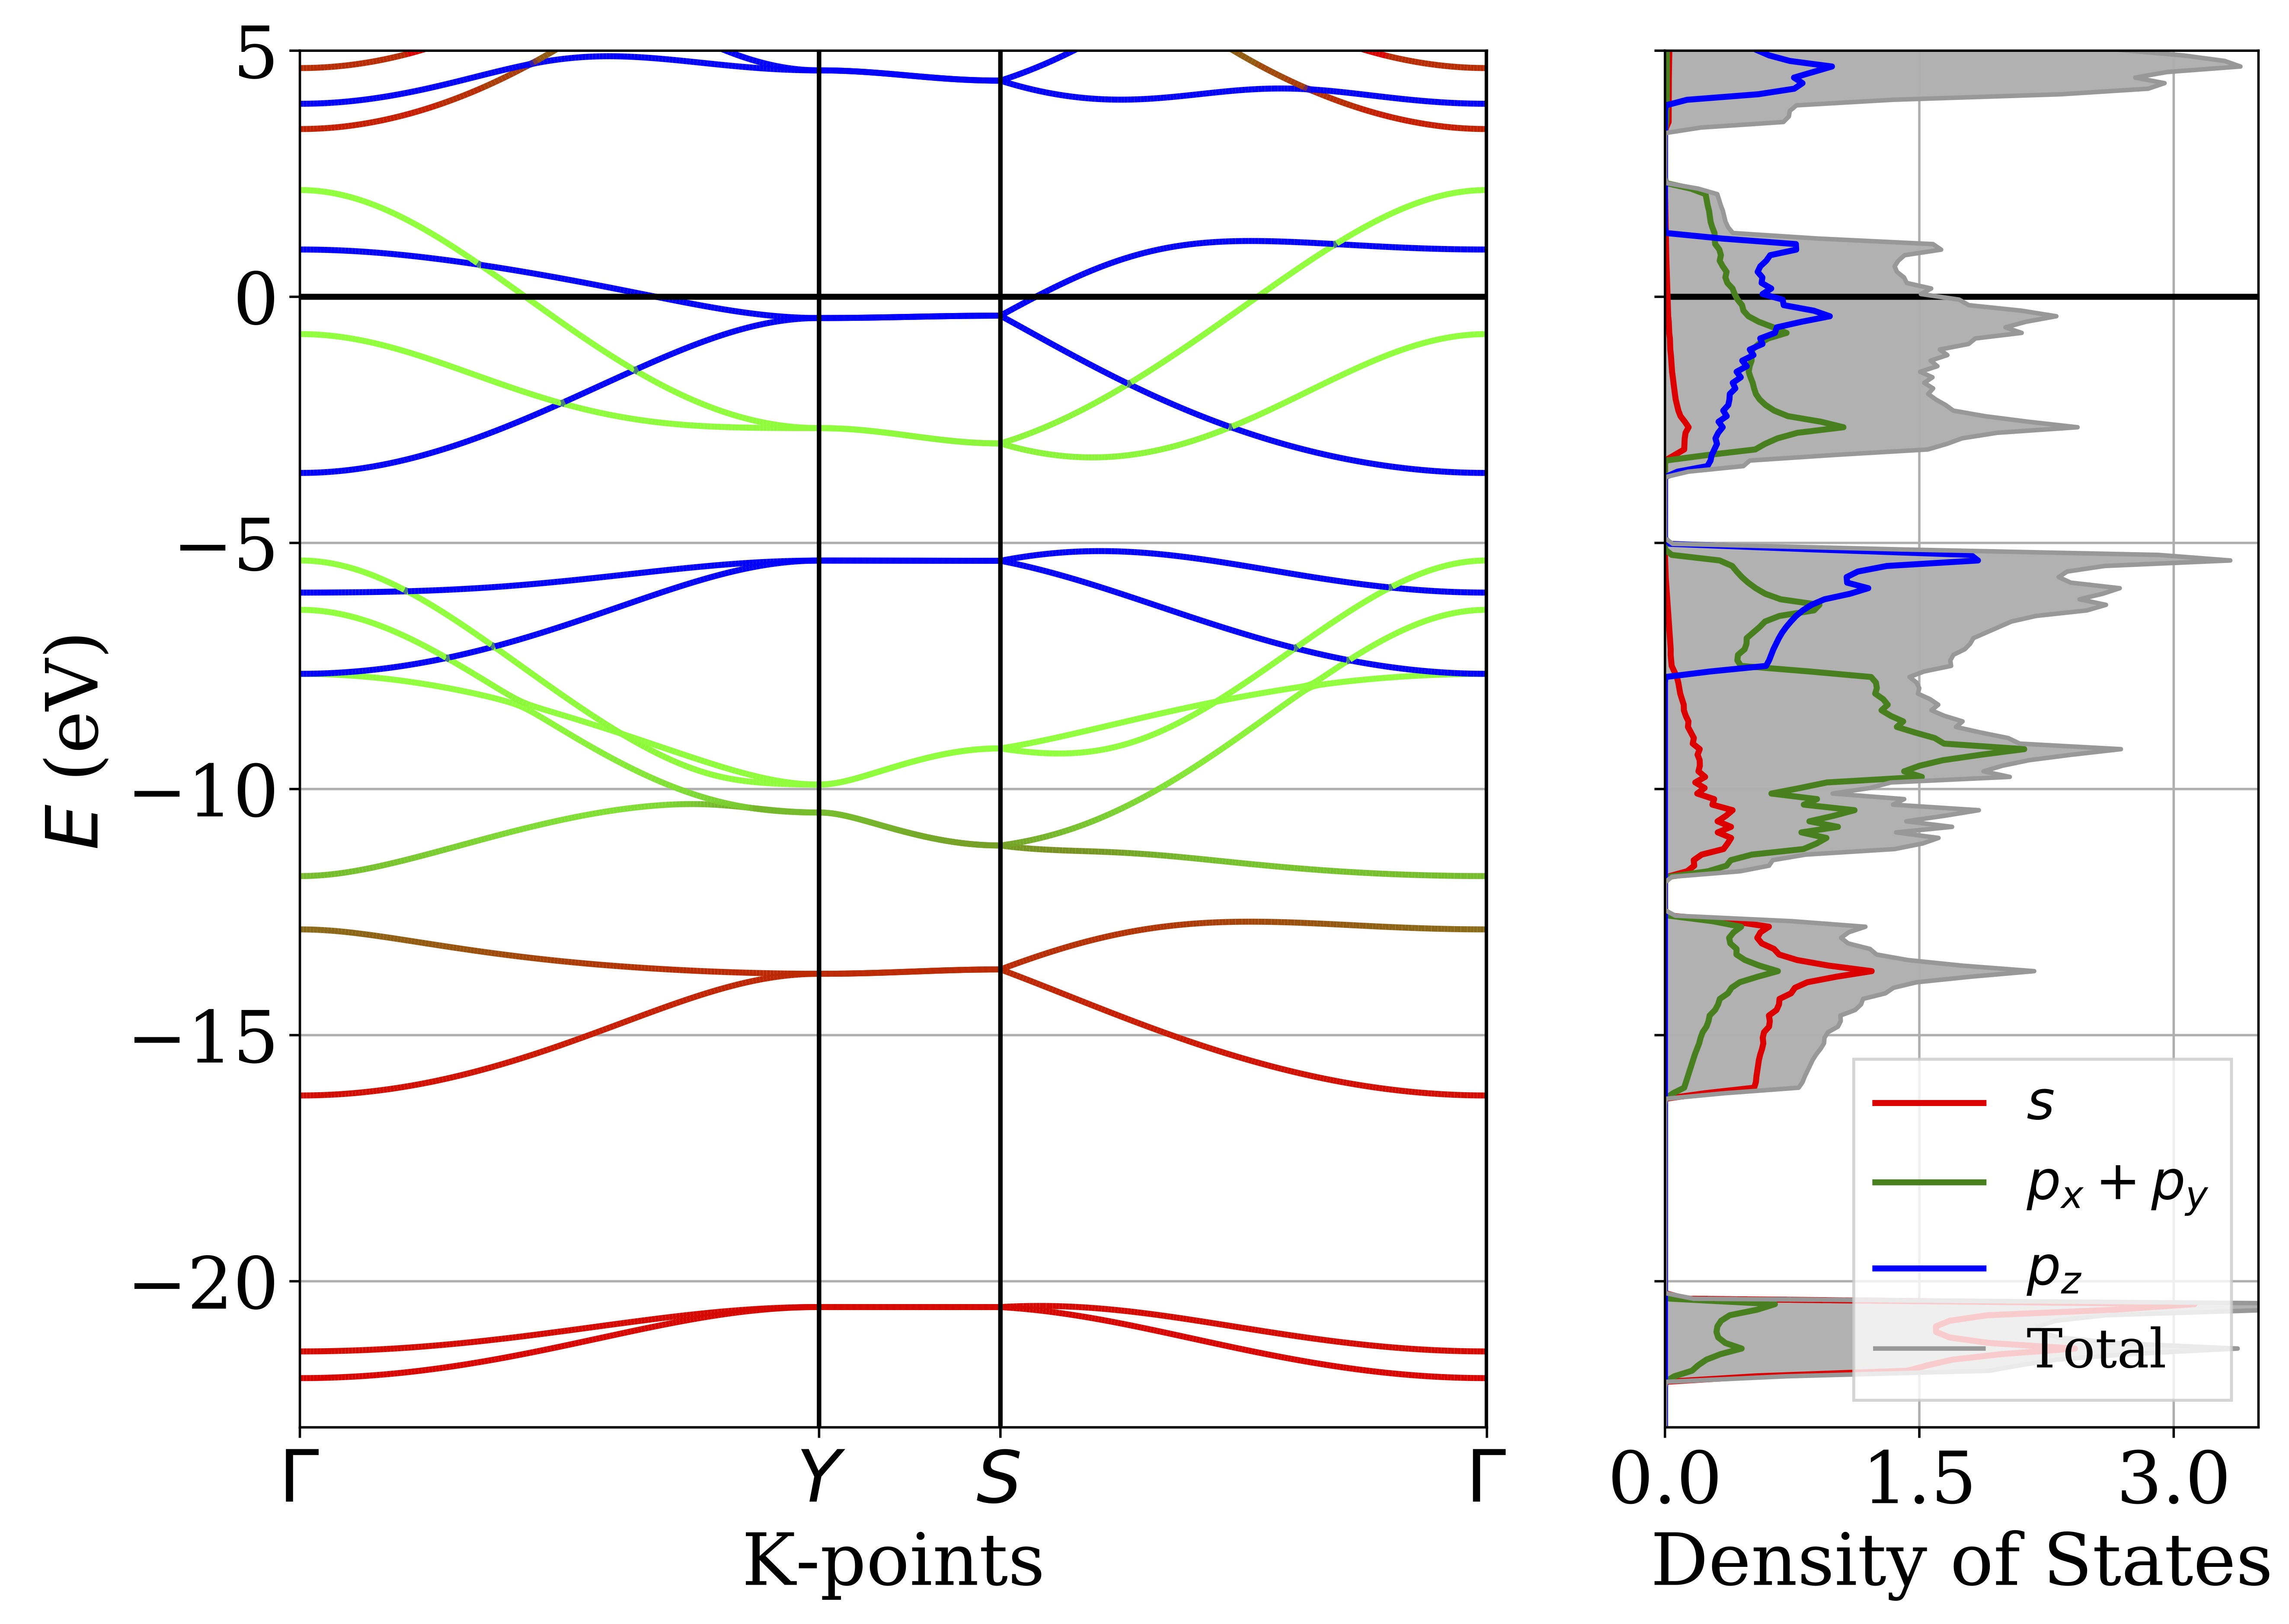 5
0
−5
−10
−15
−20
E (eV)
Γ Y S Γ
K-points
s
p_x + p_y
p_z
Total
0.0 1.5 3.0
Density of States